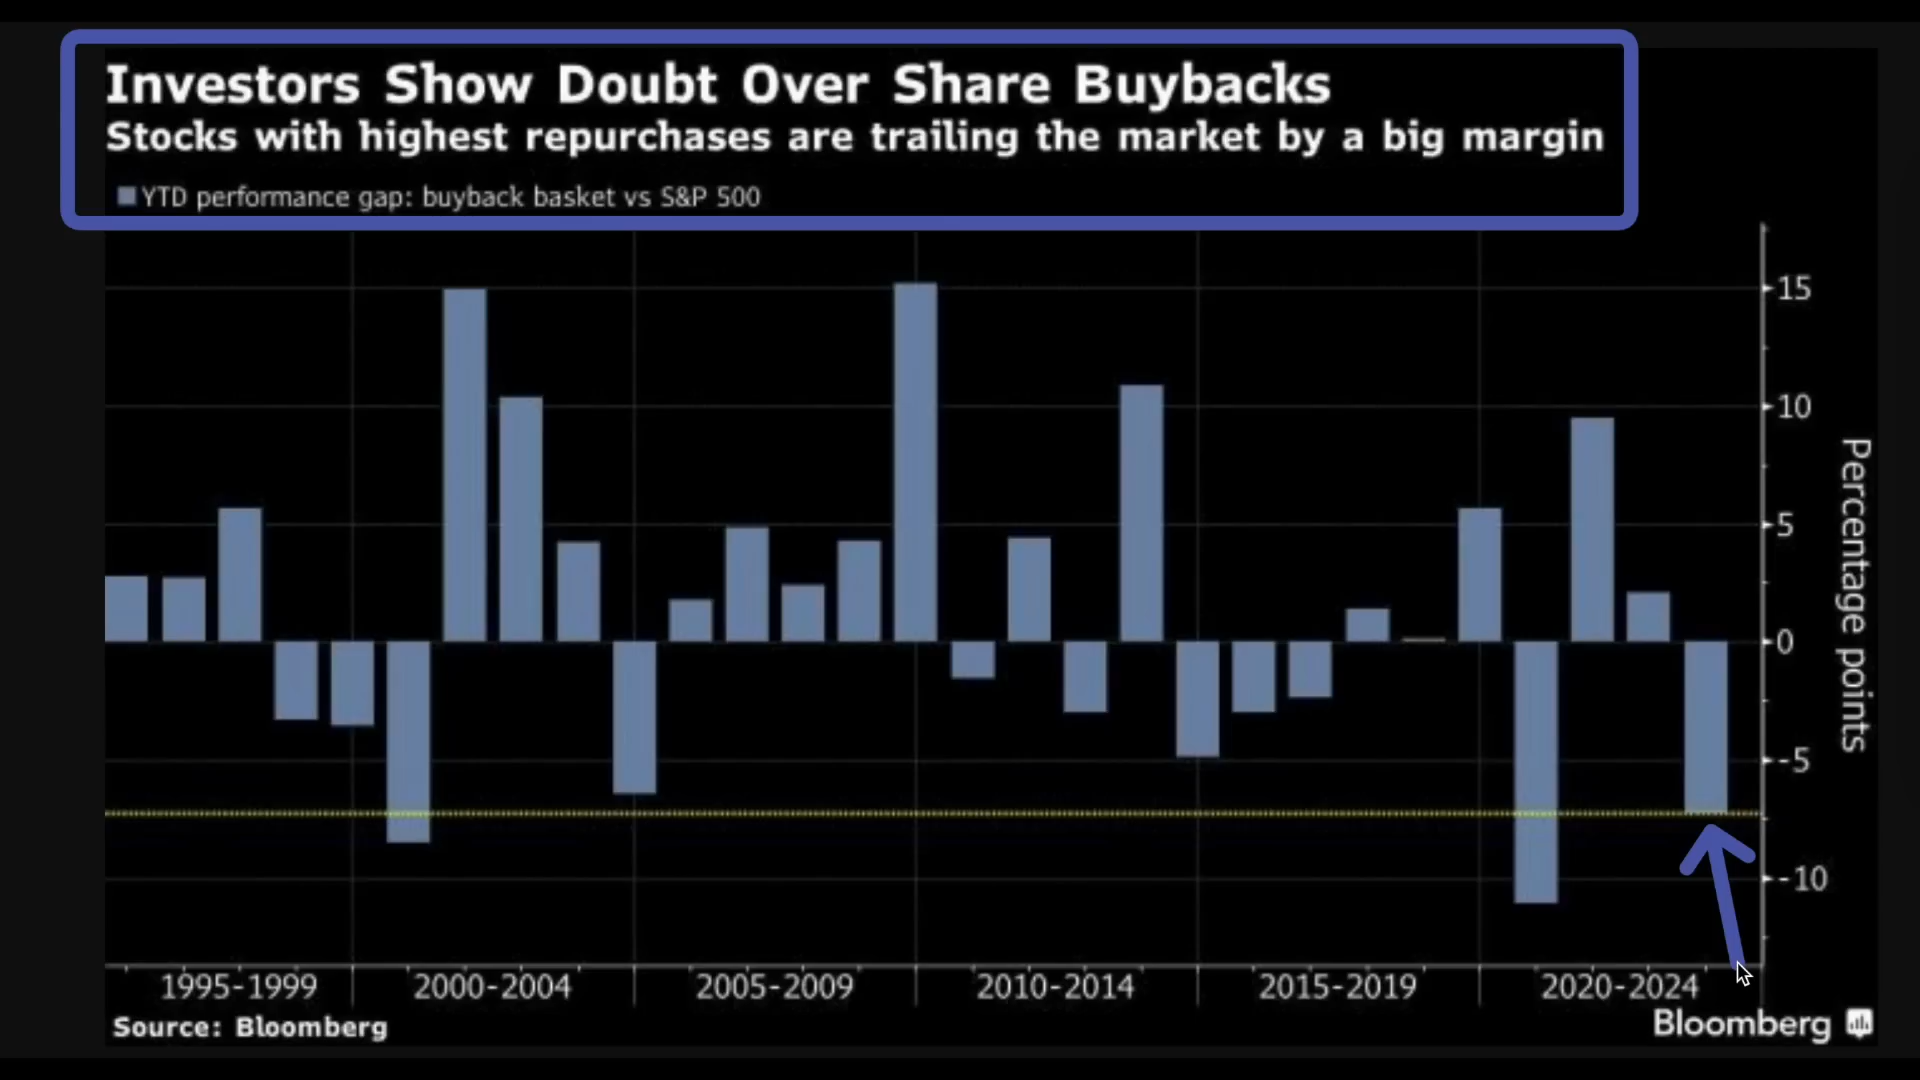 Investors Show Doubt Over Share Buybacks
Stocks with highest repurchases are trailing the market by a big margin
YTD performance gap: buyback basket vs S&P 500
15
10
5
0
-5
-10
Percentage points
1995-1999 2000-2004 2005-2009 2010-2014 2015-2019 2020-2024
Source: Bloomberg
Bloomberg